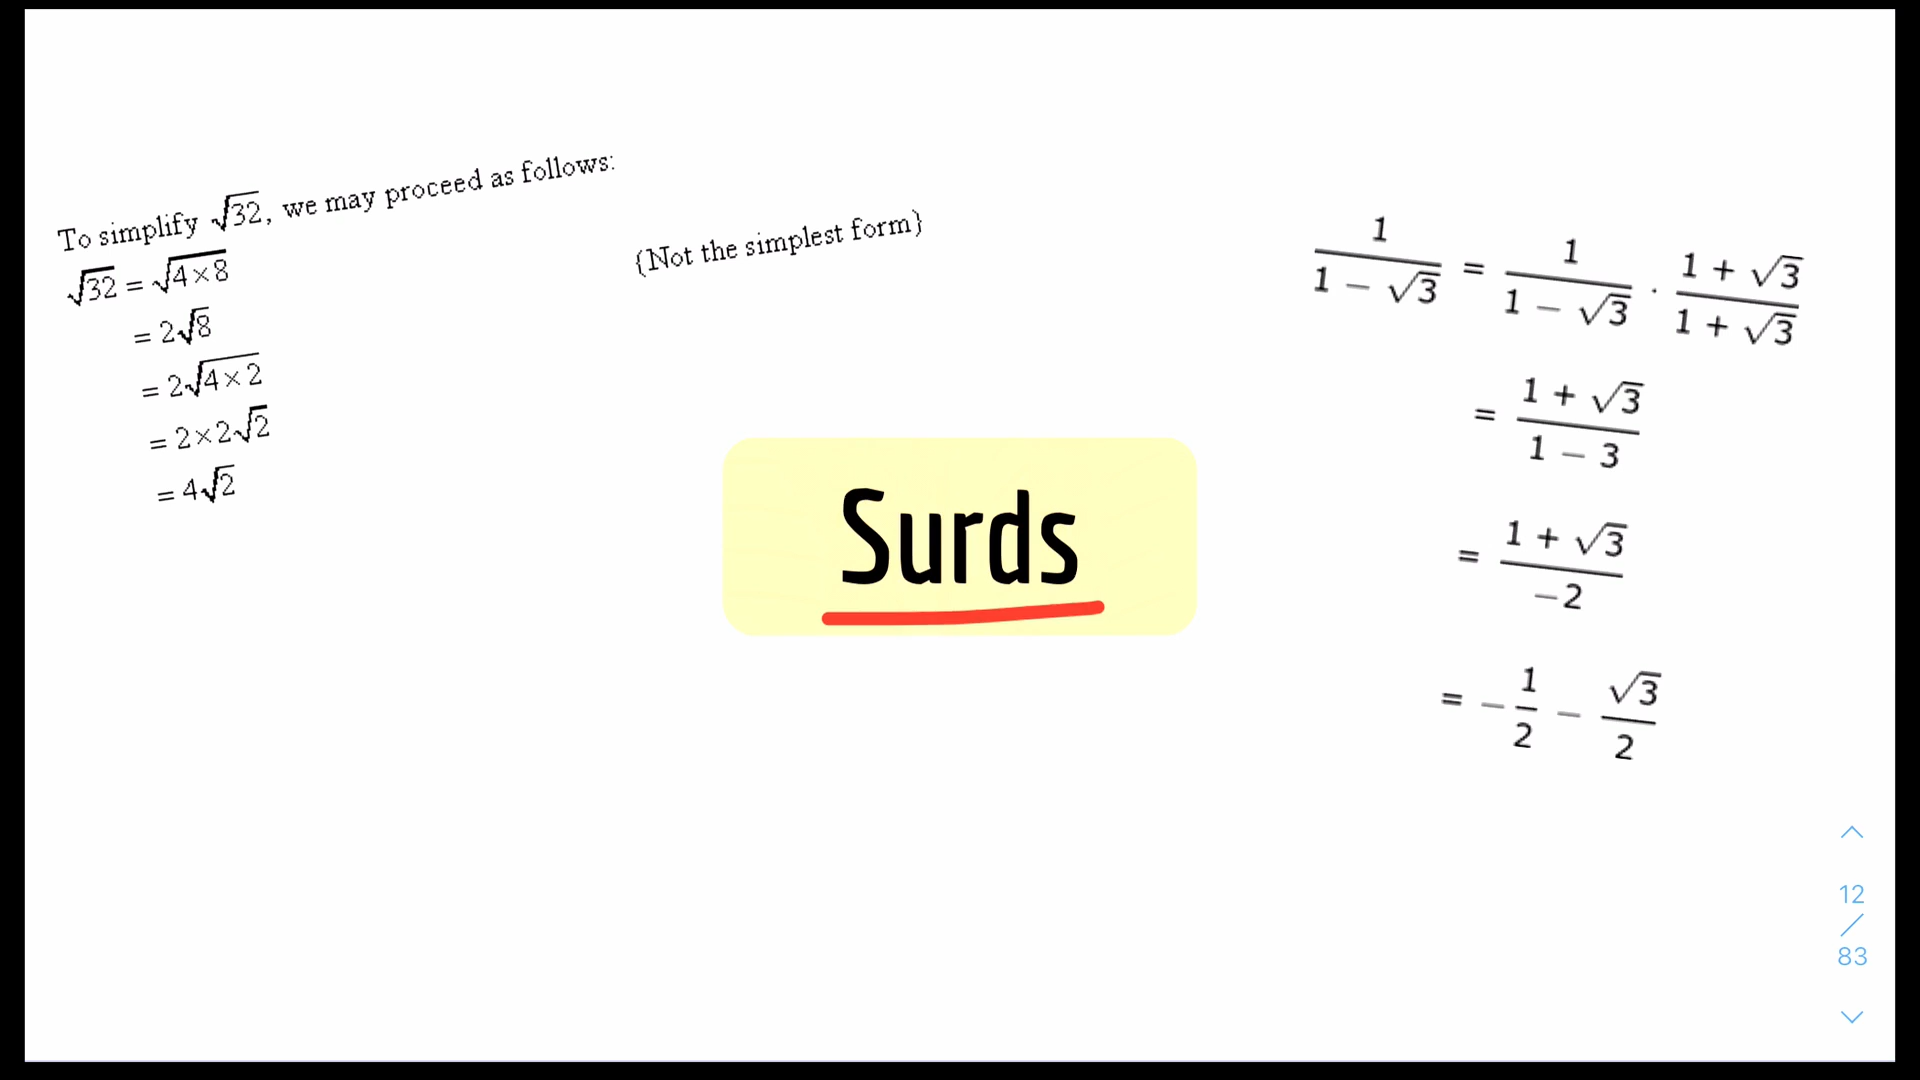 To simplify √32, we may proceed as follows:
√32 = √4×8 {Not the simplest form}
= 2√8
= 2√4×2
= 2×2√2
= 4√2
Surds
1/(1 − √3) = 1/(1 − √3) · (1 + √3)/(1 + √3)
= (1 + √3)/(1 − 3)
= (1 + √3)/−2
= − 1/2 − √3/2
12
/
83